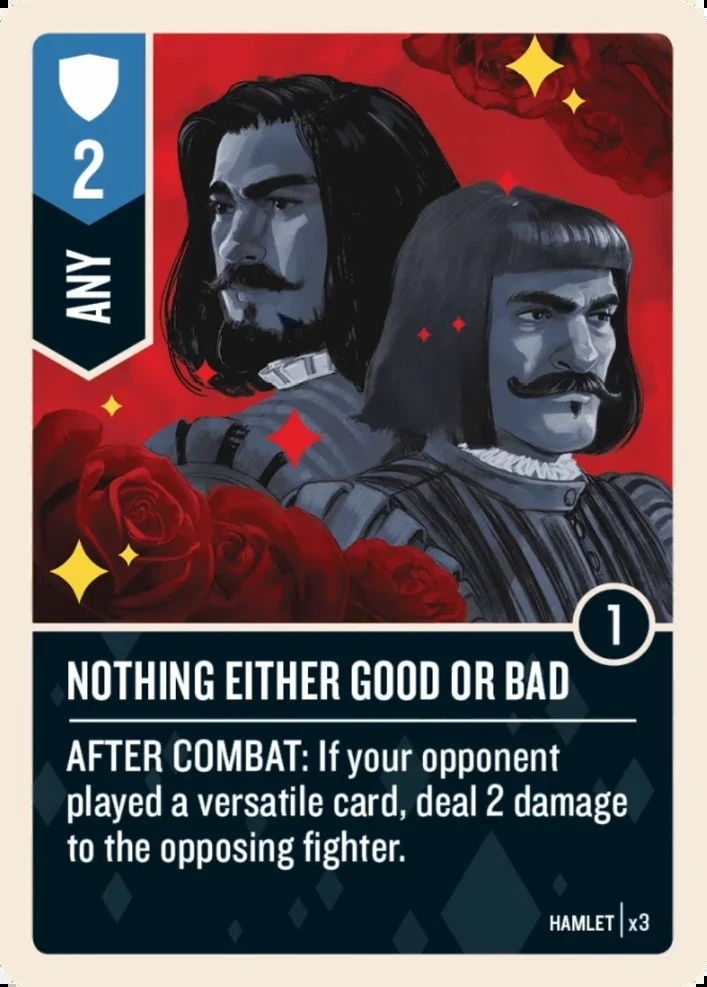 2
ANY
1
NOTHING EITHER GOOD OR BAD
AFTER COMBAT: If your opponent
played a versatile card, deal 2 damage
to the opposing fighter.
HAMLET | x3